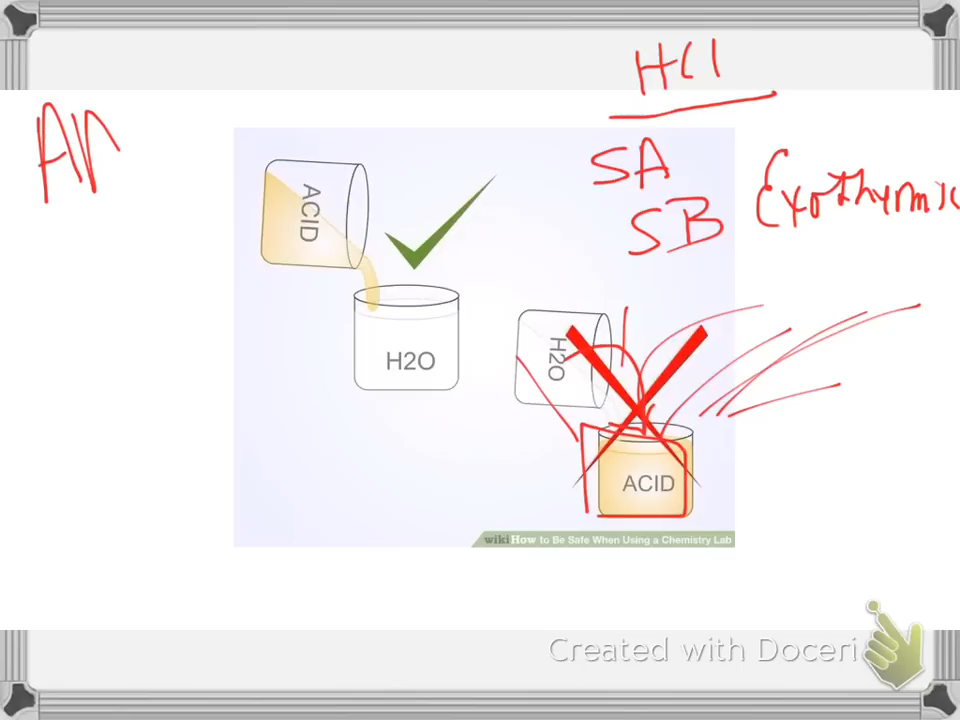 HCl
SA
SB
ACID
H2O
H2O
ACID
wikiHow to Be Safe When Using a Chemistry Lab
Created with Doceri